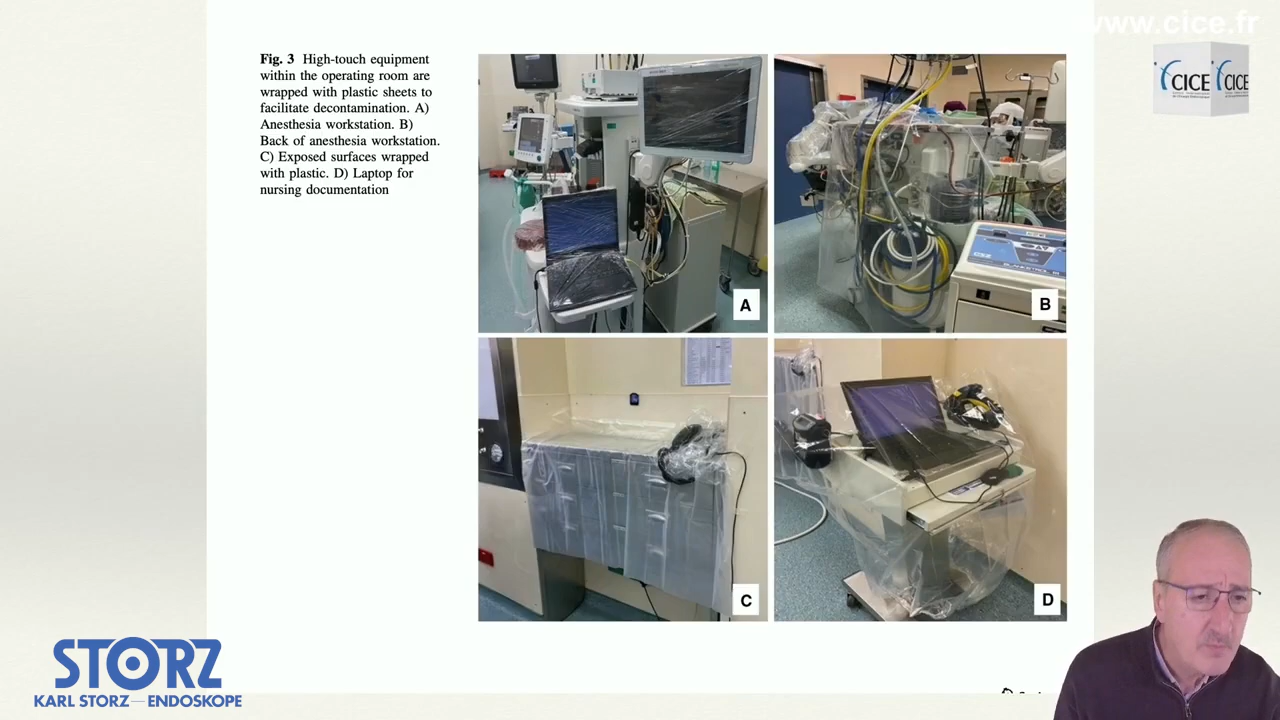 www.cice.fr
CICE
CICE
Fig. 3 High-touch equipment
within the operating room are
wrapped with plastic sheets to
facilitate decontamination. A)
Anesthesia workstation. B)
Back of anesthesia workstation.
C) Exposed surfaces wrapped
with plastic. D) Laptop for
nursing documentation
A
B
C
D
STORZ
KARL STORZ—ENDOSKOPE